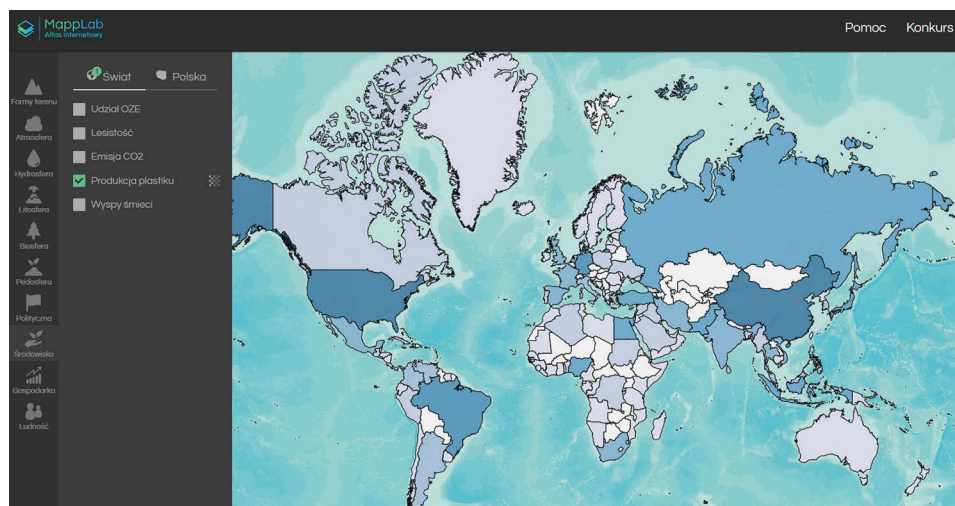 MappLab
Atlas internetowy
Pomoc
Konkurs
Formy terenu
Atmosfera
Hydrosfera
Litosfera
Biosfera
Pedosfera
Polityczna
Środowisko
Gospodarka
Ludność
1
Świat
Polska
Udział OZE
Lesistość
Emisja CO2
Produkcja plastiku
Wyspy śmieci